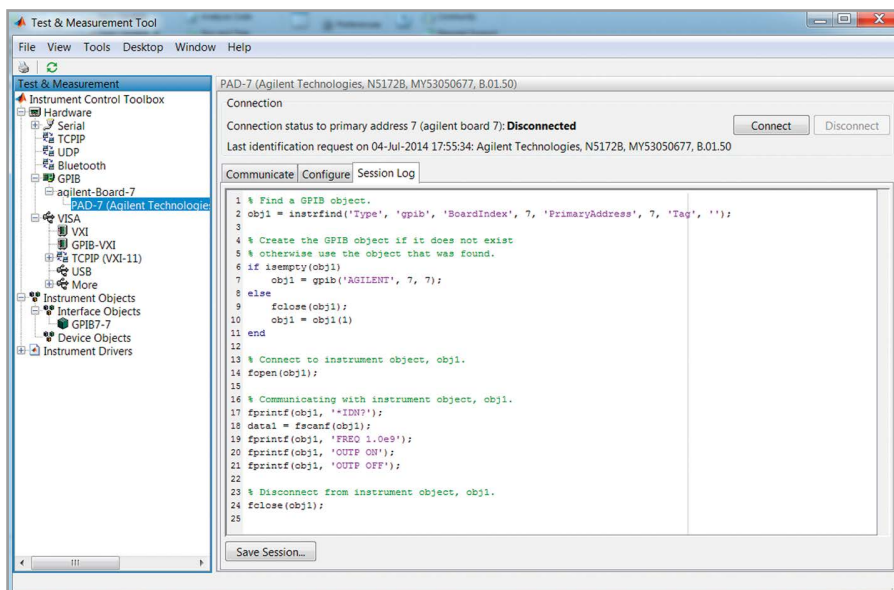 Test & Measurement Tool
File View Tools Desktop Window Help
Test & Measurement
Instrument Control Toolbox
Hardware
Serial
TCPIP
UDP
Bluetooth
GPIB
agilent-Board-7
PAD-7 (Agilent Technologies
VISA
VXI
GPIB-VXI
TCPIP (VXI-11)
USB
More
Instrument Objects
Interface Objects
GPIB7-7
Device Objects
Instrument Drivers
PAD-7 (Agilent Technologies, N5172B, MY53050677, B.01.50)
Connection
Connection status to primary address 7 (agilent board 7): Disconnected
Connect Disconnect
Last identification request on 04-Jul-2014 17:55:34: Agilent Technologies, N5172B, MY53050677, B.01.50
Communicate Configure Session Log
1 % Find a GPIB object.
2 obj1 = instrfind('Type', 'gpib', 'BoardIndex', 7, 'PrimaryAddress', 7, 'Tag', '');
3
4 % Create the GPIB object if it does not exist
5 % otherwise use the object that was found.
6 if isempty(obj1)
7 obj1 = gpib('AGILENT', 7, 7);
8 else
9 fclose(obj1);
10 obj1 = obj1(1)
11 end
12
13 % Connect to instrument object, obj1.
14 fopen(obj1);
15
16 % Communicating with instrument object, obj1.
17 fprintf(obj1, '*IDN?');
18 data1 = fscanf(obj1);
19 fprintf(obj1, 'FREQ 1.0e9');
20 fprintf(obj1, 'OUTP ON');
21 fprintf(obj1, 'OUTP OFF');
22
23 % Disconnect from instrument object, obj1.
24 fclose(obj1);
25
Save Session...